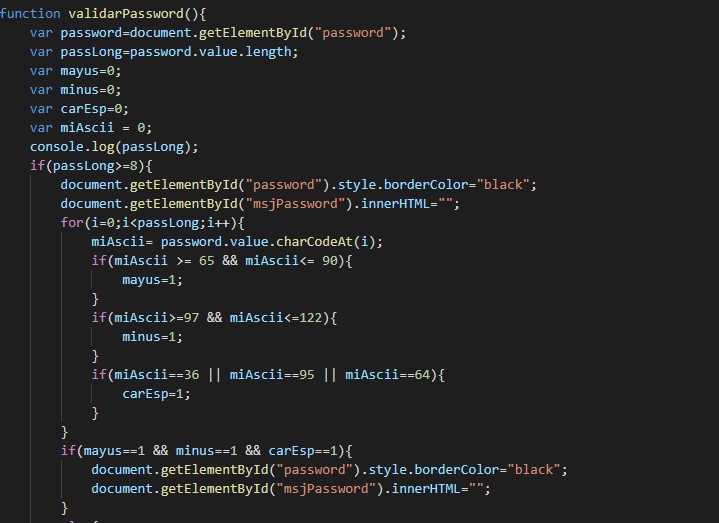 function validarPassword(){
var password=document.getElementById("password");
var passLong=password.value.length;
var mayus=0;
var minus=0;
var carEsp=0;
var miAscii = 0;
console.log(passLong);
if(passLong>=8){
document.getElementById("password").style.borderColor="black";
document.getElementById("msjPassword").innerHTML="";
for(i=0;i<passLong;i++){
miAscii= password.value.charCodeAt(i);
if(miAscii >= 65 && miAscii<= 90){
mayus=1;
}
if(miAscii>=97 && miAscii<=122){
minus=1;
}
if(miAscii==36 || miAscii==95 || miAscii==64){
carEsp=1;
}
}
if(mayus==1 && minus==1 && carEsp==1){
document.getElementById("password").style.borderColor="black";
document.getElementById("msjPassword").innerHTML="";
}